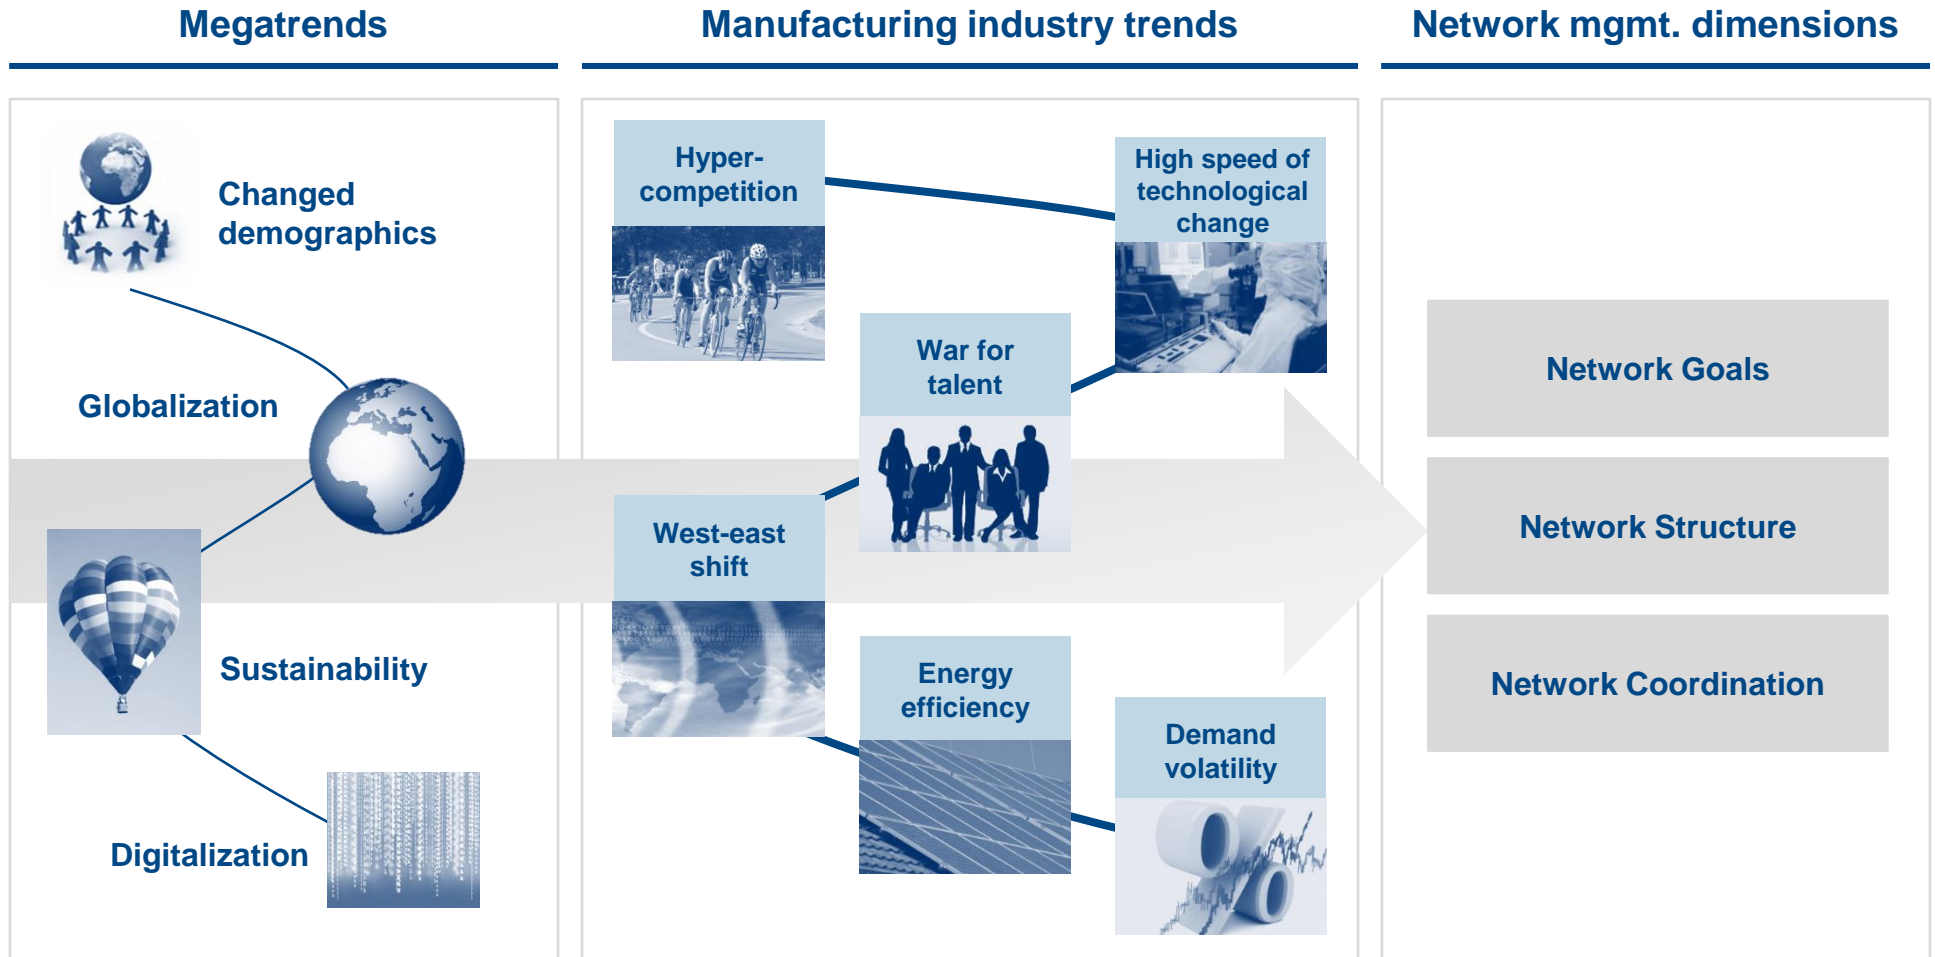 Megatrends
Manufacturing industry trends
Network mgmt. dimensions
Changed
demographics
Globalization
Sustainability
Digitalization
Hyper-
competition
High speed of
technological
change
War for
talent
West-east
shift
Energy
efficiency
Demand
volatility
Network Goals
Network Structure
Network Coordination